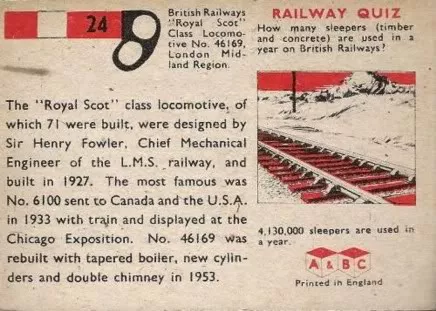 24
British Railways
"Royal Scot"
Class Locomo-
tive No. 46169,
London Mid-
land Region.
The "Royal Scot" class locomotive, of
which 71 were built, were designed by
Sir Henry Fowler, Chief Mechanical
Engineer of the L.M.S. railway, and
built in 1927. The most famous was
No. 6100 sent to Canada and the U.S.A.
in 1933 with train and displayed at the
Chicago Exposition. No. 46169 was
rebuilt with tapered boiler, new cylin-
ders and double chimney in 1953.
RAILWAY QUIZ
How many sleepers (timber
and concrete) are used in a
year on British Railways?
4,130,000 sleepers are used in
a year.
A & BC
Printed in England